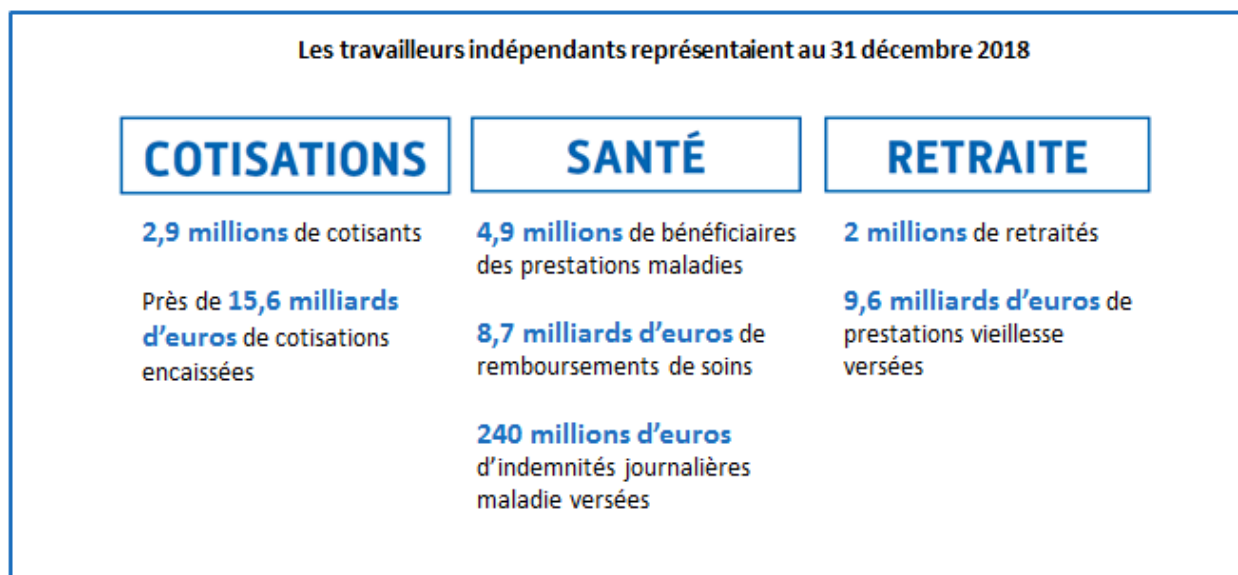 Les travailleurs indépendants représentaient au 31 décembre 2018
COTISATIONS
2,9 millions de cotisants
Près de 15,6 milliards
d'euros de cotisations
encaissées
SANTÉ
4,9 millions de bénéficiaires
des prestations maladies
8,7 milliards d'euros de
remboursements de soins
240 millions d'euros
d'indemnités journalières
maladie versées
RETRAITE
2 millions de retraités
9,6 milliards d'euros de
prestations vieillesse
versées